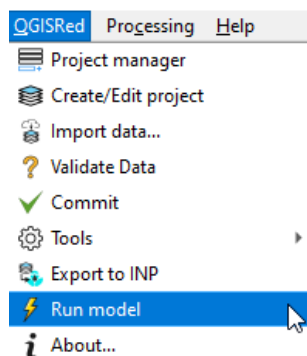 QGISRed Processing Help
Project manager
Create/Edit project
Import data...
Validate Data
Commit
Tools
Export to INP
Run model
About...